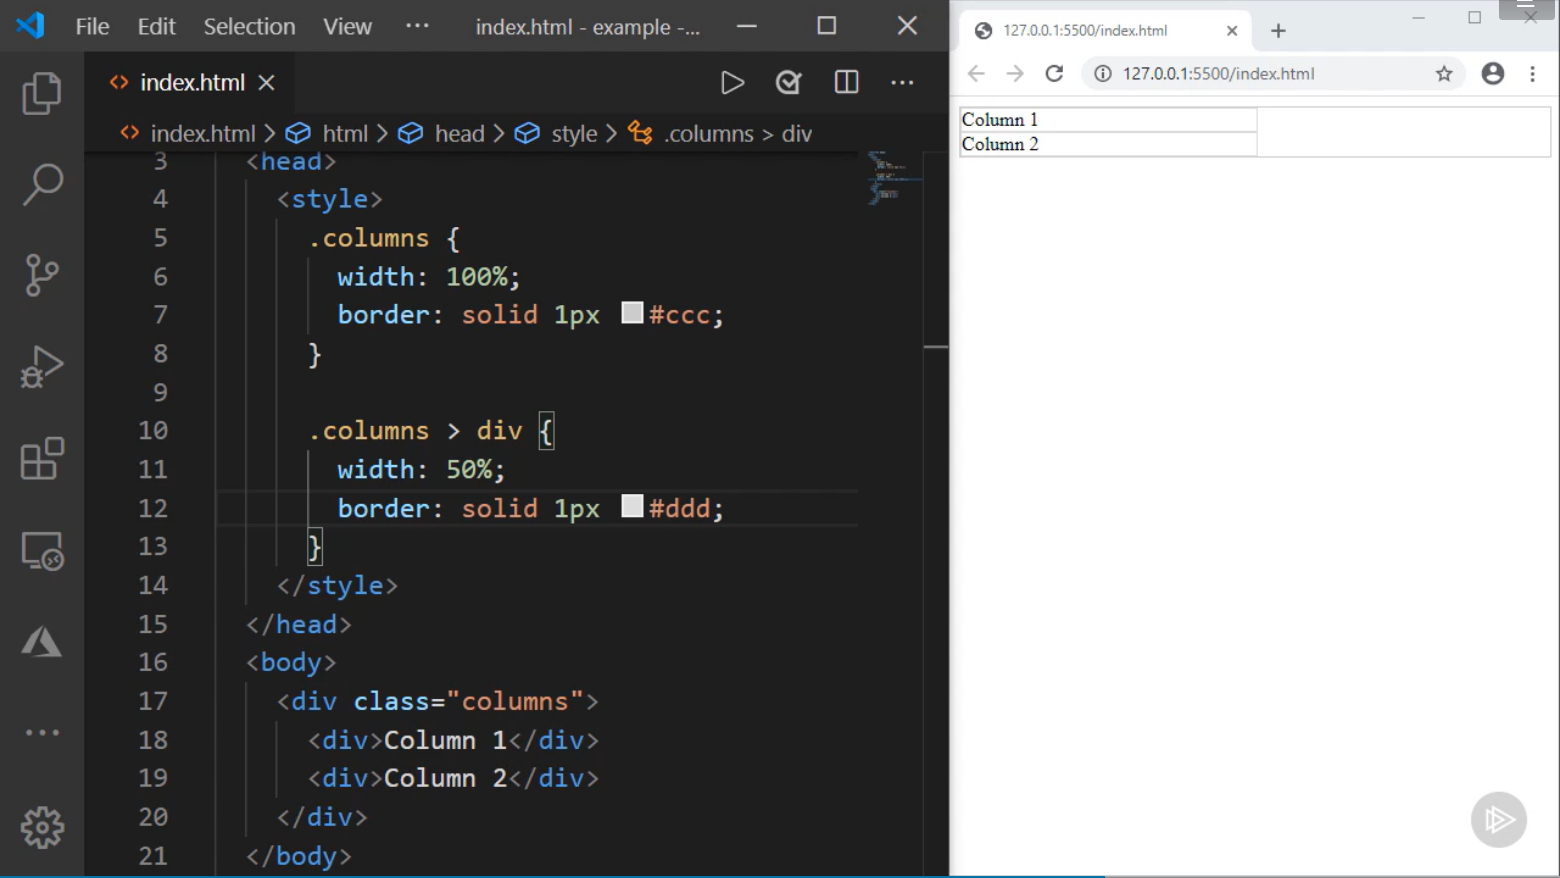 File Edit Selection View ··· index.html - example -...
index.html
index.html > html > head > style > .columns > div
3 <head>
4 <style>
5 .columns {
6 width: 100%;
7 border: solid 1px #ccc;
8 }
9
10 .columns > div {
11 width: 50%;
12 border: solid 1px #ddd;
13 }
14 </style>
15 </head>
16 <body>
17 <div class="columns">
18 <div>Column 1</div>
19 <div>Column 2</div>
20 </div>
21 </body>
127.0.0.1:5500/index.html
127.0.0.1:5500/index.html
Column 1
Column 2